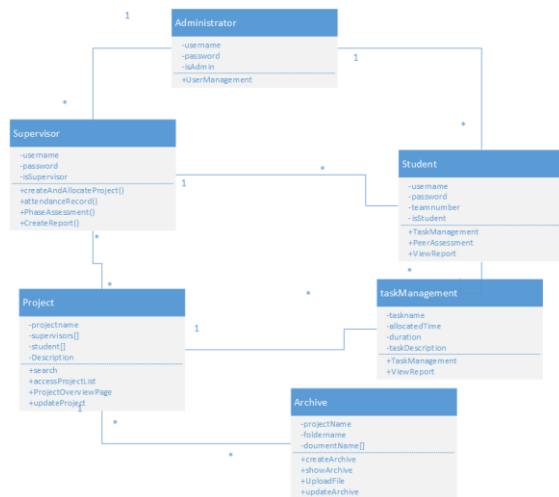 1
Administrator
-username
-password
-isAdmin
+UserManagement
1
*
*
Supervisor
-username
-password
-isSupervisor
+createAndAllocateProject()
+attendanceRecord()
+PhaseAssessment()
+CreateReport()
*
1
Student
-username
-password
-teamnumber
-isStudent
+TaskManagement
+PeerAssessment
+ViewReport
*
*
*
*
Project
-projectname
-supervisors[]
-student[]
-Description
+search
+accessProjectList
+ProjectOverviewPage
+updateProject
1
1
taskManagement
-taskname
-allocatedTime
-duration
-taskDescription
+TaskManagement
+ViewReport
*
*
Archive
-projectName
-foldername
-doumentName[]
+createArchive
+showArchive
+UploadFile
+updateArchive